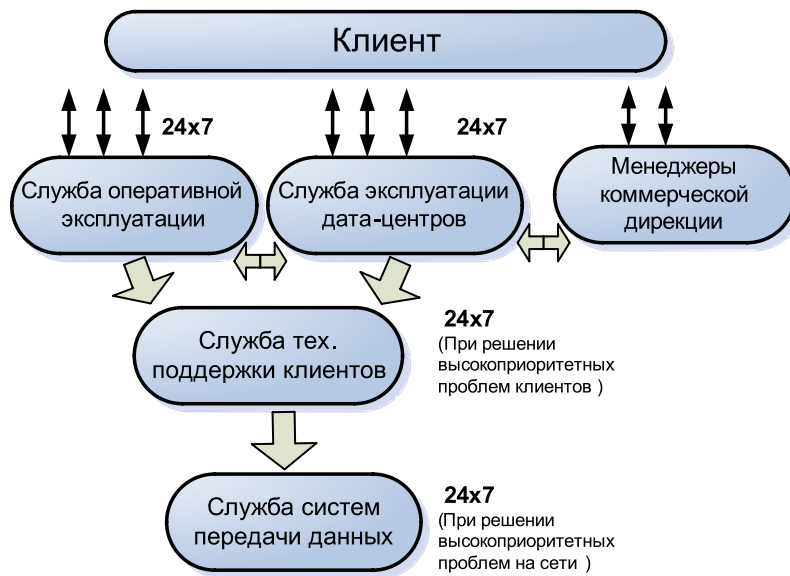 Клиент
24x7
24x7
Служба оперативной
эксплуатации
Служба эксплуатации
дата-центров
Менеджеры
коммерческой
дирекции
Служба тех.
поддержки клиентов
24x7
(При решении
высокоприоритетных
проблем клиентов )
Служба систем
передачи данных
24x7
(При решении
высокоприоритетных
проблем на сети )